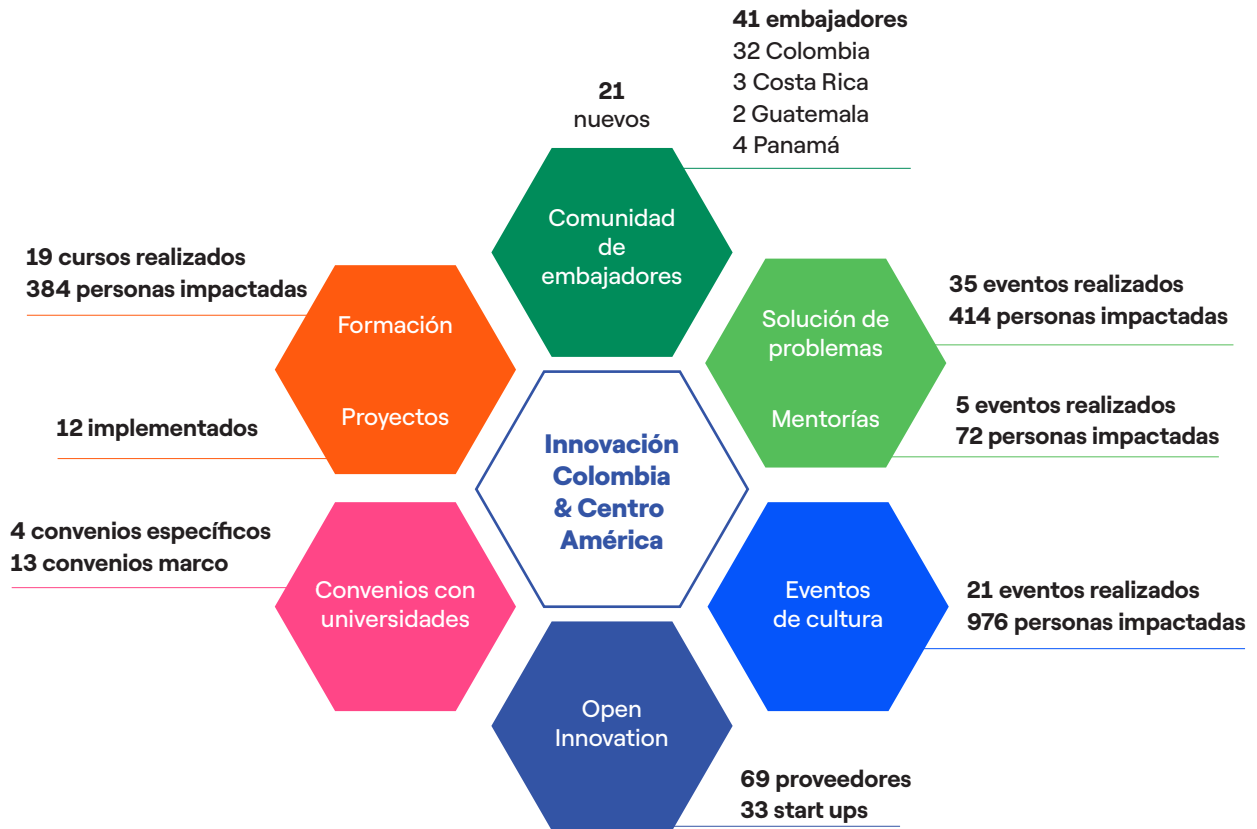 41 embajadores
32 Colombia
3 Costa Rica
2 Guatemala
4 Panamá
21
nuevos
Comunidad
de
embajadores
19 cursos realizados
384 personas impactadas
Formación
Proyectos
12 implementados
Solución de
problemas
Mentorías
35 eventos realizados
414 personas impactadas
5 eventos realizados
72 personas impactadas
Innovación
Colombia
& Centro
América
4 convenios específicos
13 convenios marco
Convenios con
universidades
Eventos
de cultura
21 eventos realizados
976 personas impactadas
Open
Innovation
69 proveedores
33 start ups